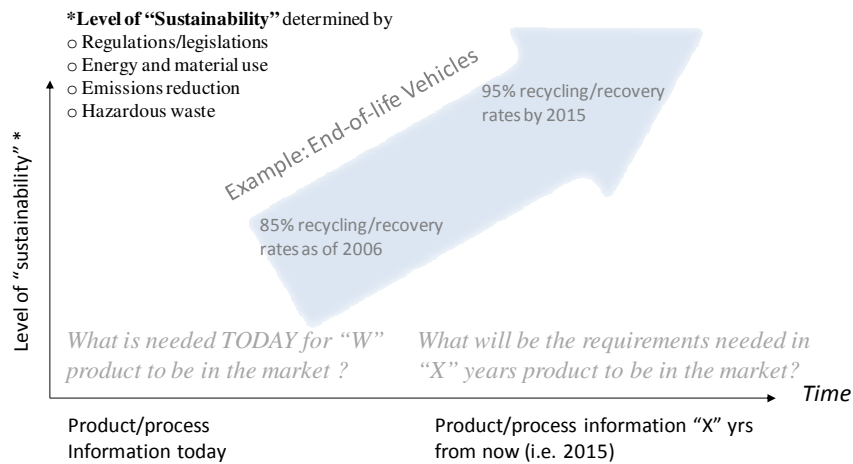 *Level of “Sustainability” determined by
o Regulations/legislations
o Energy and material use
o Emissions reduction
o Hazardous waste
Level of “sustainability” *
Example: End-of-life Vehicles
95% recycling/recovery
rates by 2015
85% recycling/recovery
rates as of 2006
What is needed TODAY for “W”
product to be in the market ?
What will be the requirements needed in
“X” years product to be in the market?
Time
Product/process
Information today
Product/process information “X” yrs
from now (i.e. 2015)